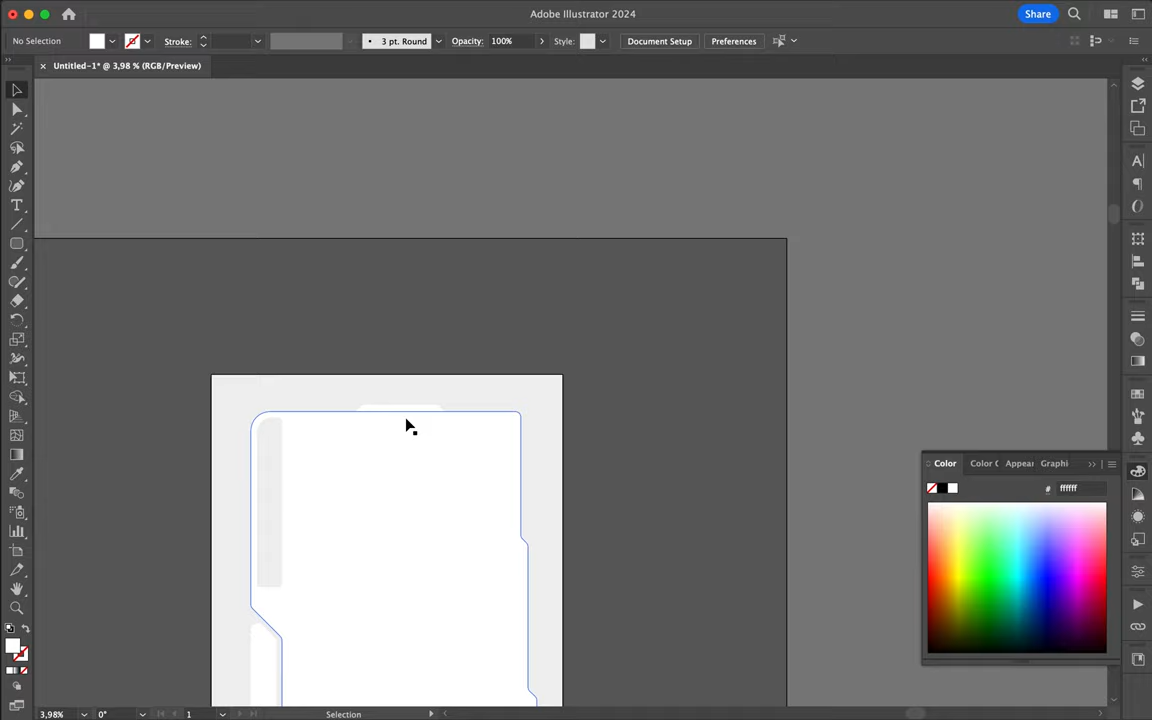 Adobe Illustrator 2024
Share
No Selection
Stroke:
3 pt. Round
Opacity:
100%
Style:
Document Setup
Preferences
Untitled-1* @ 3,98 % (RGB/Preview)
Color
Color C
Appear
Graphi
#
ffffff
3,98%
0°
1
Selection